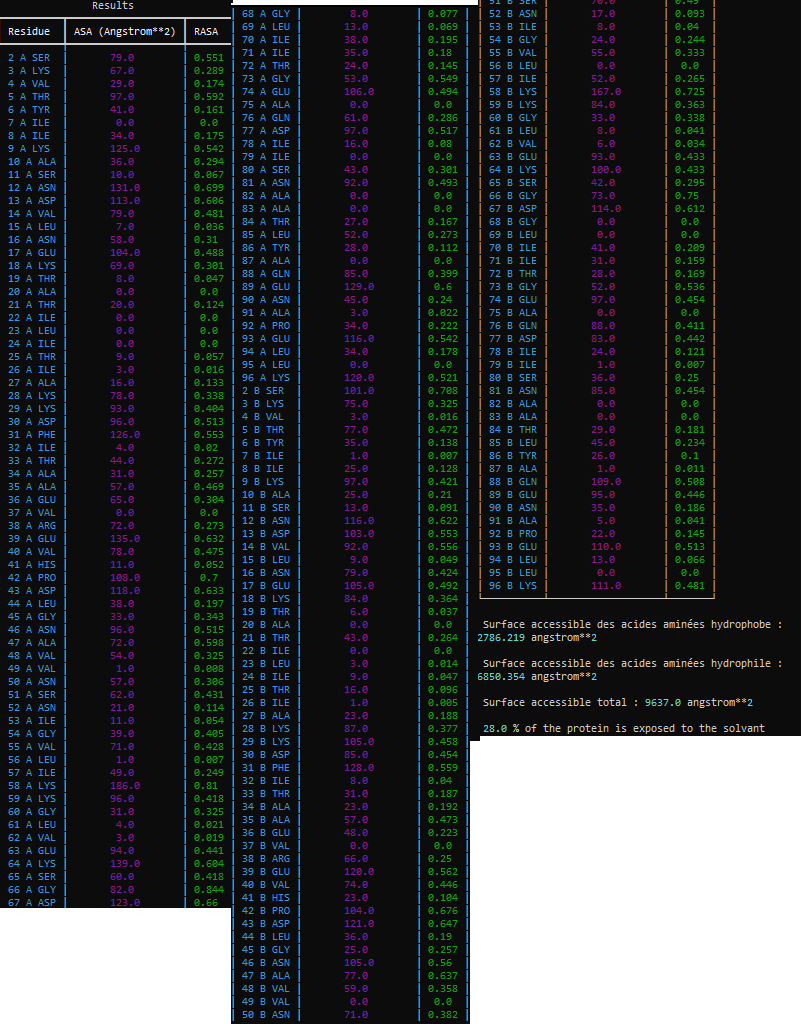 Results
Residue ASA (Angstrom**2) RASA
2 A SER 79.0 0.551
3 A LYS 67.0 0.289
4 A VAL 29.0 0.174
5 A THR 97.0 0.592
6 A TYR 41.0 0.161
7 A ILE 0.0 0.0
8 A ILE 34.0 0.175
9 A LYS 125.0 0.542
10 A ALA 36.0 0.294
11 A SER 10.0 0.067
12 A ASN 131.0 0.699
13 A ASP 113.0 0.606
14 A VAL 79.0 0.481
15 A LEU 7.0 0.036
16 A ASN 58.0 0.31
17 A GLU 104.0 0.488
18 A LYS 69.0 0.301
19 A THR 8.0 0.047
20 A ALA 0.0 0.0
21 A THR 20.0 0.124
22 A ILE 0.0 0.0
23 A LEU 0.0 0.0
24 A ILE 0.0 0.0
25 A THR 9.0 0.057
26 A ILE 3.0 0.016
27 A ALA 16.0 0.133
28 A LYS 78.0 0.338
29 A LYS 93.0 0.404
30 A ASP 96.0 0.513
31 A PHE 126.0 0.553
32 A ILE 4.0 0.02
33 A THR 44.0 0.272
34 A ALA 31.0 0.257
35 A ALA 57.0 0.469
36 A GLU 65.0 0.304
37 A VAL 0.0 0.0
38 A ARG 72.0 0.273
39 A GLU 135.0 0.632
40 A VAL 78.0 0.475
41 A HIS 11.0 0.052
42 A PRO 108.0 0.7
43 A ASP 118.0 0.633
44 A LEU 38.0 0.197
45 A GLY 33.0 0.343
46 A ASN 96.0 0.515
47 A ALA 72.0 0.598
48 A VAL 54.0 0.325
49 A VAL 1.0 0.008
50 A ASN 57.0 0.306
51 A SER 62.0 0.431
52 A ASN 21.0 0.114
53 A ILE 11.0 0.054
54 A GLY 39.0 0.405
55 A VAL 71.0 0.428
56 A LEU 1.0 0.007
57 A ILE 49.0 0.249
58 A LYS 186.0 0.81
59 A LYS 96.0 0.418
60 A GLY 31.0 0.325
61 A LEU 4.0 0.021
62 A VAL 3.0 0.019
63 A GLU 94.0 0.441
64 A LYS 139.0 0.604
65 A SER 60.0 0.418
66 A GLY 82.0 0.844
67 A ASP 123.0 0.66
68 A GLY 8.0 0.077
69 A LEU 13.0 0.069
70 A ILE 38.0 0.195
71 A ILE 35.0 0.18
72 A THR 24.0 0.145
73 A GLY 53.0 0.549
74 A GLU 106.0 0.494
75 A ALA 0.0 0.0
76 A GLN 61.0 0.286
77 A ASP 97.0 0.517
78 A ILE 16.0 0.08
79 A ILE 0.0 0.0
80 A SER 43.0 0.301
81 A ASN 92.0 0.493
82 A ALA 0.0 0.0
83 A ALA 0.0 0.0
84 A THR 27.0 0.167
85 A LEU 52.0 0.273
86 A TYR 28.0 0.112
87 A ALA 0.0 0.0
88 A GLN 85.0 0.399
89 A GLU 129.0 0.6
90 A ASN 45.0 0.24
91 A ALA 3.0 0.022
92 A PRO 34.0 0.222
93 A GLU 116.0 0.542
94 A LEU 34.0 0.178
95 A LEU 0.0 0.0
96 A LYS 120.0 0.521
2 B SER 101.0 0.708
3 B LYS 75.0 0.325
4 B VAL 3.0 0.016
5 B THR 77.0 0.472
6 B TYR 35.0 0.138
7 B ILE 1.0 0.007
8 B ILE 25.0 0.128
9 B LYS 97.0 0.421
10 B ALA 25.0 0.21
11 B SER 13.0 0.091
12 B ASN 116.0 0.622
13 B ASP 103.0 0.553
14 B VAL 92.0 0.556
15 B LEU 9.0 0.049
16 B ASN 79.0 0.424
17 B GLU 105.0 0.492
18 B LYS 84.0 0.364
19 B THR 6.0 0.037
20 B ALA 0.0 0.0
21 B THR 43.0 0.264
22 B ILE 0.0 0.0
23 B LEU 3.0 0.014
24 B ILE 9.0 0.047
25 B THR 16.0 0.096
26 B ILE 1.0 0.005
27 B ALA 23.0 0.188
28 B LYS 87.0 0.377
29 B LYS 105.0 0.458
30 B ASP 85.0 0.454
31 B PHE 128.0 0.559
32 B ILE 8.0 0.04
33 B THR 31.0 0.187
34 B ALA 23.0 0.192
35 B ALA 57.0 0.473
36 B GLU 48.0 0.223
37 B VAL 0.0 0.0
38 B ARG 66.0 0.25
39 B GLU 120.0 0.562
40 B VAL 74.0 0.446
41 B HIS 23.0 0.104
42 B PRO 104.0 0.676
43 B ASP 121.0 0.647
44 B LEU 36.0 0.19
45 B GLY 25.0 0.257
46 B ASN 105.0 0.56
47 B ALA 77.0 0.637
48 B VAL 59.0 0.358
49 B VAL 0.0 0.0
50 B ASN 71.0 0.382
51 B SER 70.0 0.49
52 B ASN 17.0 0.093
53 B ILE 8.0 0.04
54 B GLY 24.0 0.244
55 B VAL 55.0 0.333
56 B LEU 0.0 0.0
57 B ILE 52.0 0.265
58 B LYS 167.0 0.725
59 B LYS 84.0 0.363
60 B GLY 33.0 0.338
61 B LEU 8.0 0.041
62 B VAL 6.0 0.034
63 B GLU 93.0 0.433
64 B LYS 100.0 0.433
65 B SER 42.0 0.295
66 B GLY 73.0 0.75
67 B ASP 114.0 0.612
68 B GLY 0.0 0.0
69 B LEU 0.0 0.0
70 B ILE 41.0 0.209
71 B ILE 31.0 0.159
72 B THR 28.0 0.169
73 B GLY 52.0 0.536
74 B GLU 97.0 0.454
75 B ALA 0.0 0.0
76 B GLN 88.0 0.411
77 B ASP 83.0 0.442
78 B ILE 24.0 0.121
79 B ILE 1.0 0.007
80 B SER 36.0 0.25
81 B ASN 85.0 0.454
82 B ALA 0.0 0.0
83 B ALA 0.0 0.0
84 B THR 29.0 0.181
85 B LEU 45.0 0.234
86 B TYR 26.0 0.1
87 B ALA 1.0 0.011
88 B GLN 109.0 0.508
89 B GLU 95.0 0.446
90 B ASN 35.0 0.186
91 B ALA 5.0 0.041
92 B PRO 22.0 0.145
93 B GLU 110.0 0.513
94 B LEU 13.0 0.066
95 B LEU 0.0 0.0
96 B LYS 111.0 0.481
Surface accessible des acides aminées hydrophobe :
2786.219 angstrom**2
Surface accessible des acides aminées hydrophile :
6850.354 angstrom**2
Surface accessible total : 9637.0 angstrom**2
28.0 % of the protein is exposed to the solvant